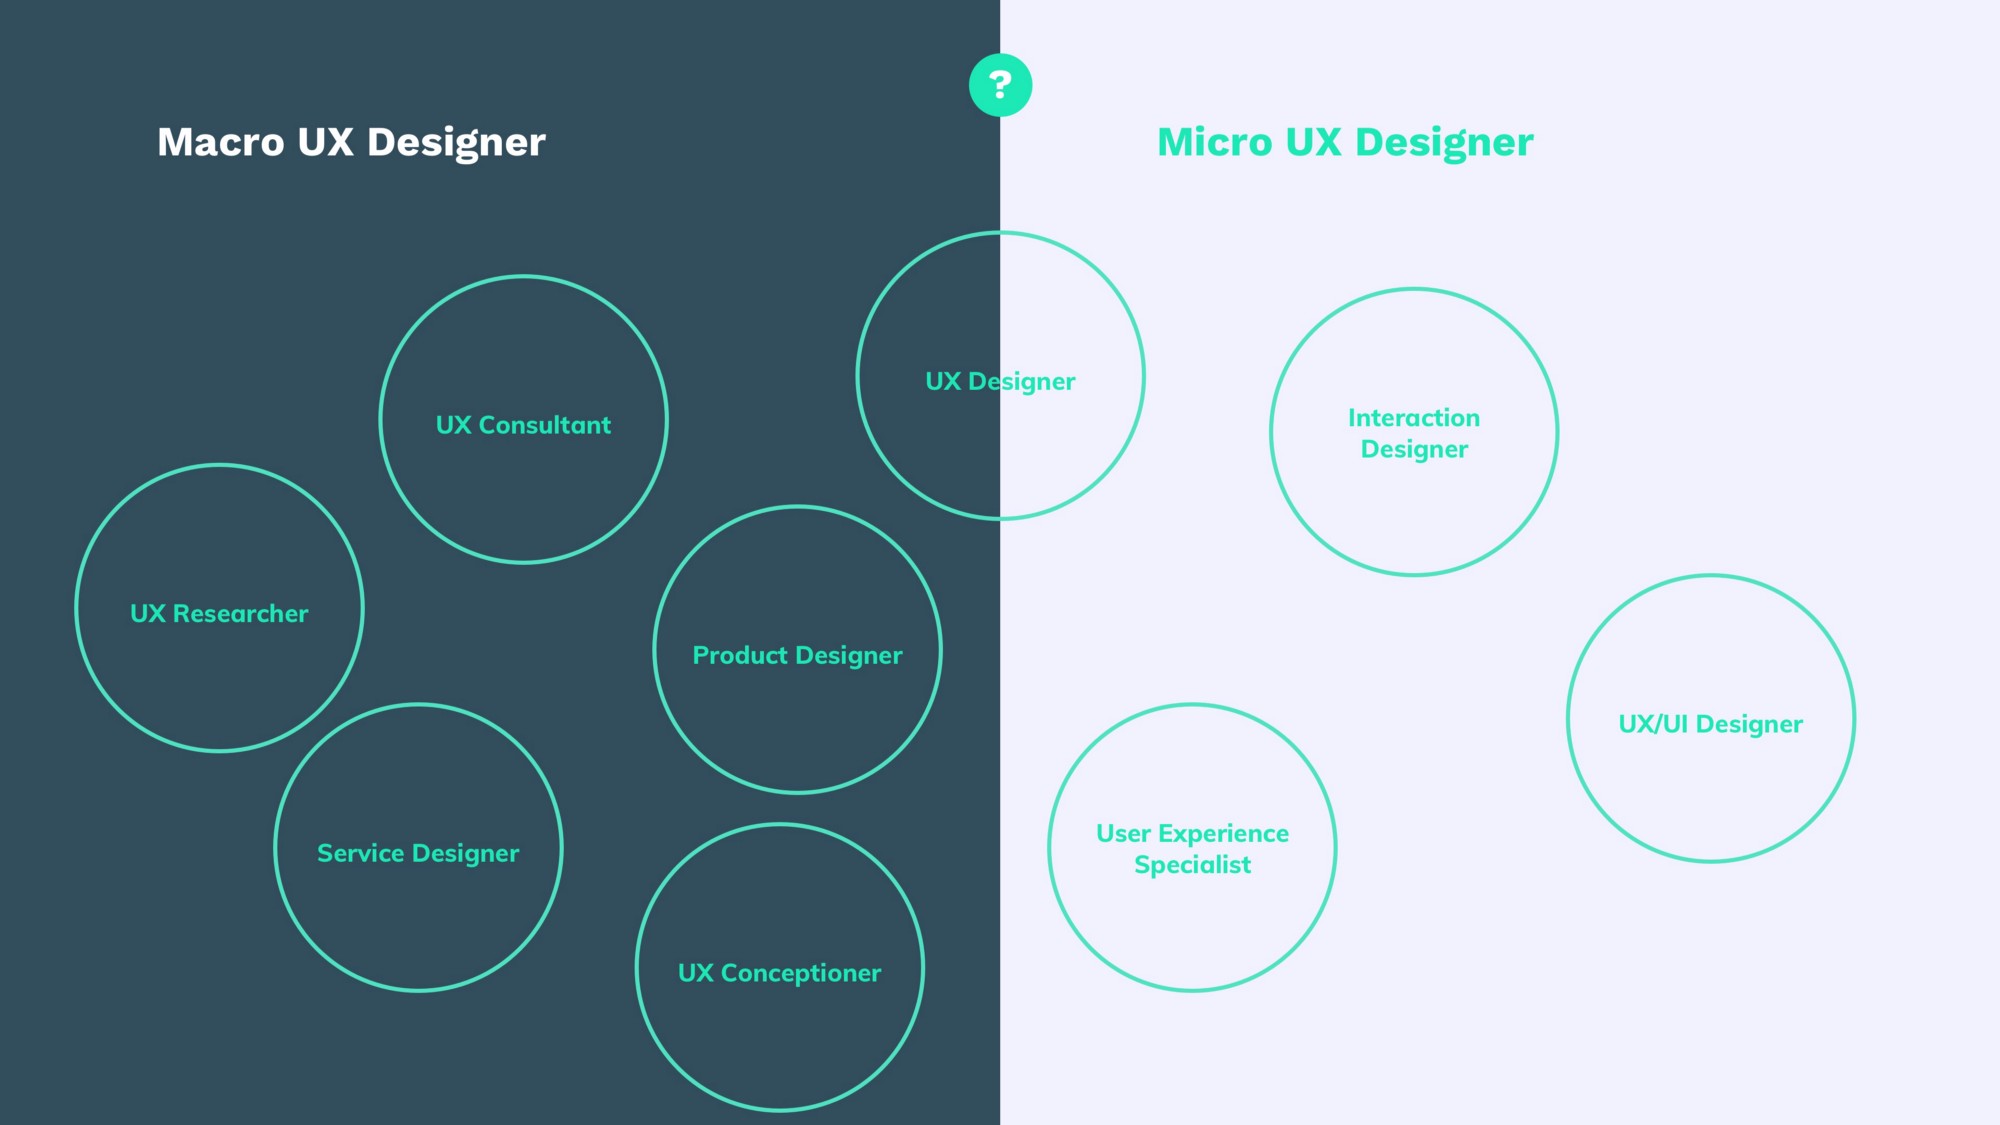 ?
Macro UX Designer
Micro UX Designer
UX Designer
UX Consultant
Interaction
Designer
UX Researcher
Product Designer
UX/UI Designer
Service Designer
User Experience
Specialist
UX Conceptioner